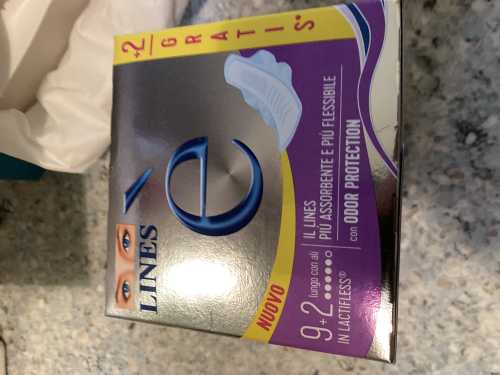 +2 GRATIS*
LINES
è
NUOVO
IL LINES
PIÙ ASSORBENTE E PIÙ FLESSIBILE
con ODOR PROTECTION
9+2 lungo con ali
IN LACTIFLESS®